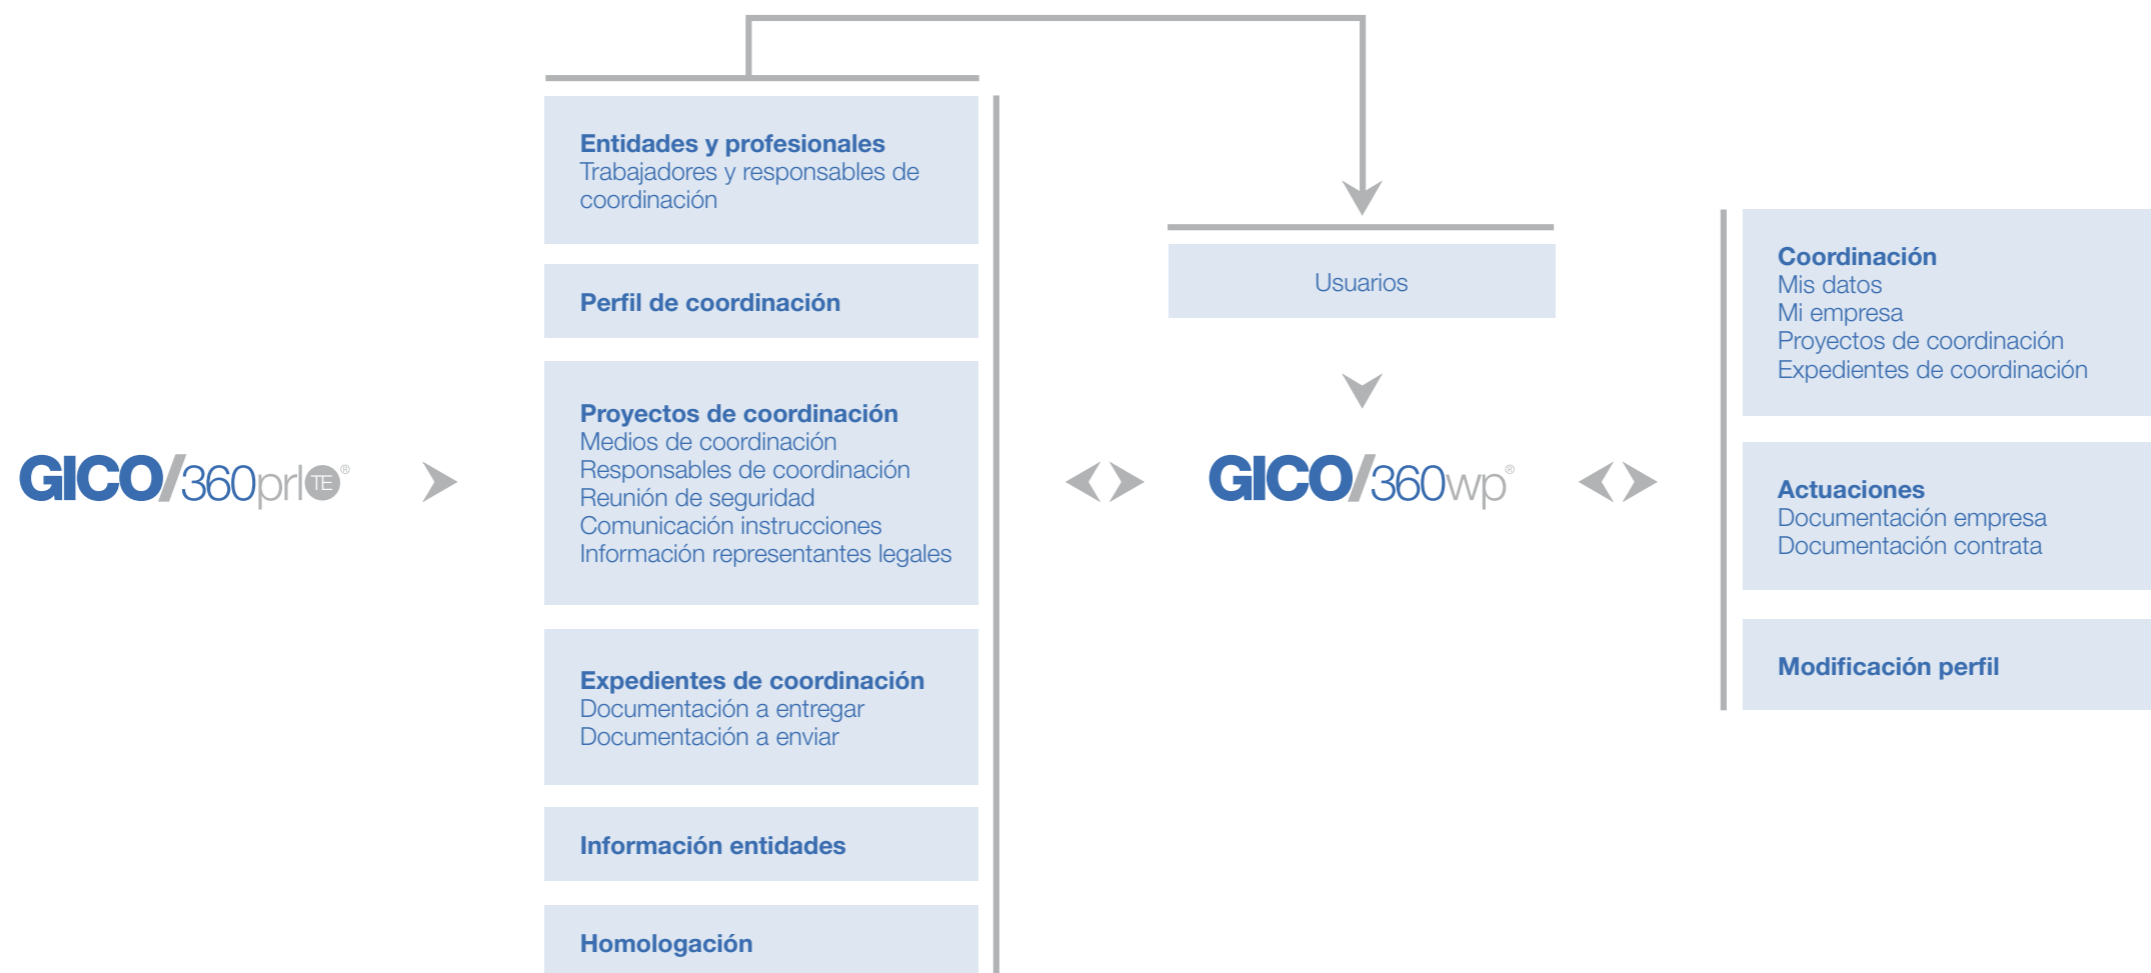 GICO/360prl TE®
Entidades y profesionales
Trabajadores y responsables de
coordinación
Perfil de coordinación
Proyectos de coordinación
Medios de coordinación
Responsables de coordinación
Reunión de seguridad
Comunicación instrucciones
Información representantes legales
Expedientes de coordinación
Documentación a entregar
Documentación a enviar
Información entidades
Homologación
Usuarios
GICO/360wp®
Coordinación
Mis datos
Mi empresa
Proyectos de coordinación
Expedientes de coordinación
Actuaciones
Documentación empresa
Documentación contrata
Modificación perfil